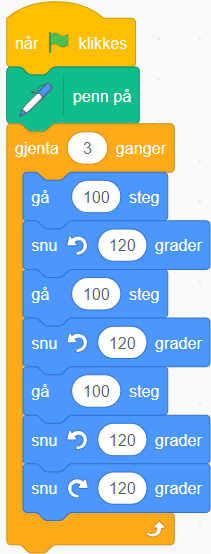 når klikkes
penn på
gjenta 3 ganger
gå 100 steg
snu 120 grader
gå 100 steg
snu 120 grader
gå 100 steg
snu 120 grader
snu 120 grader